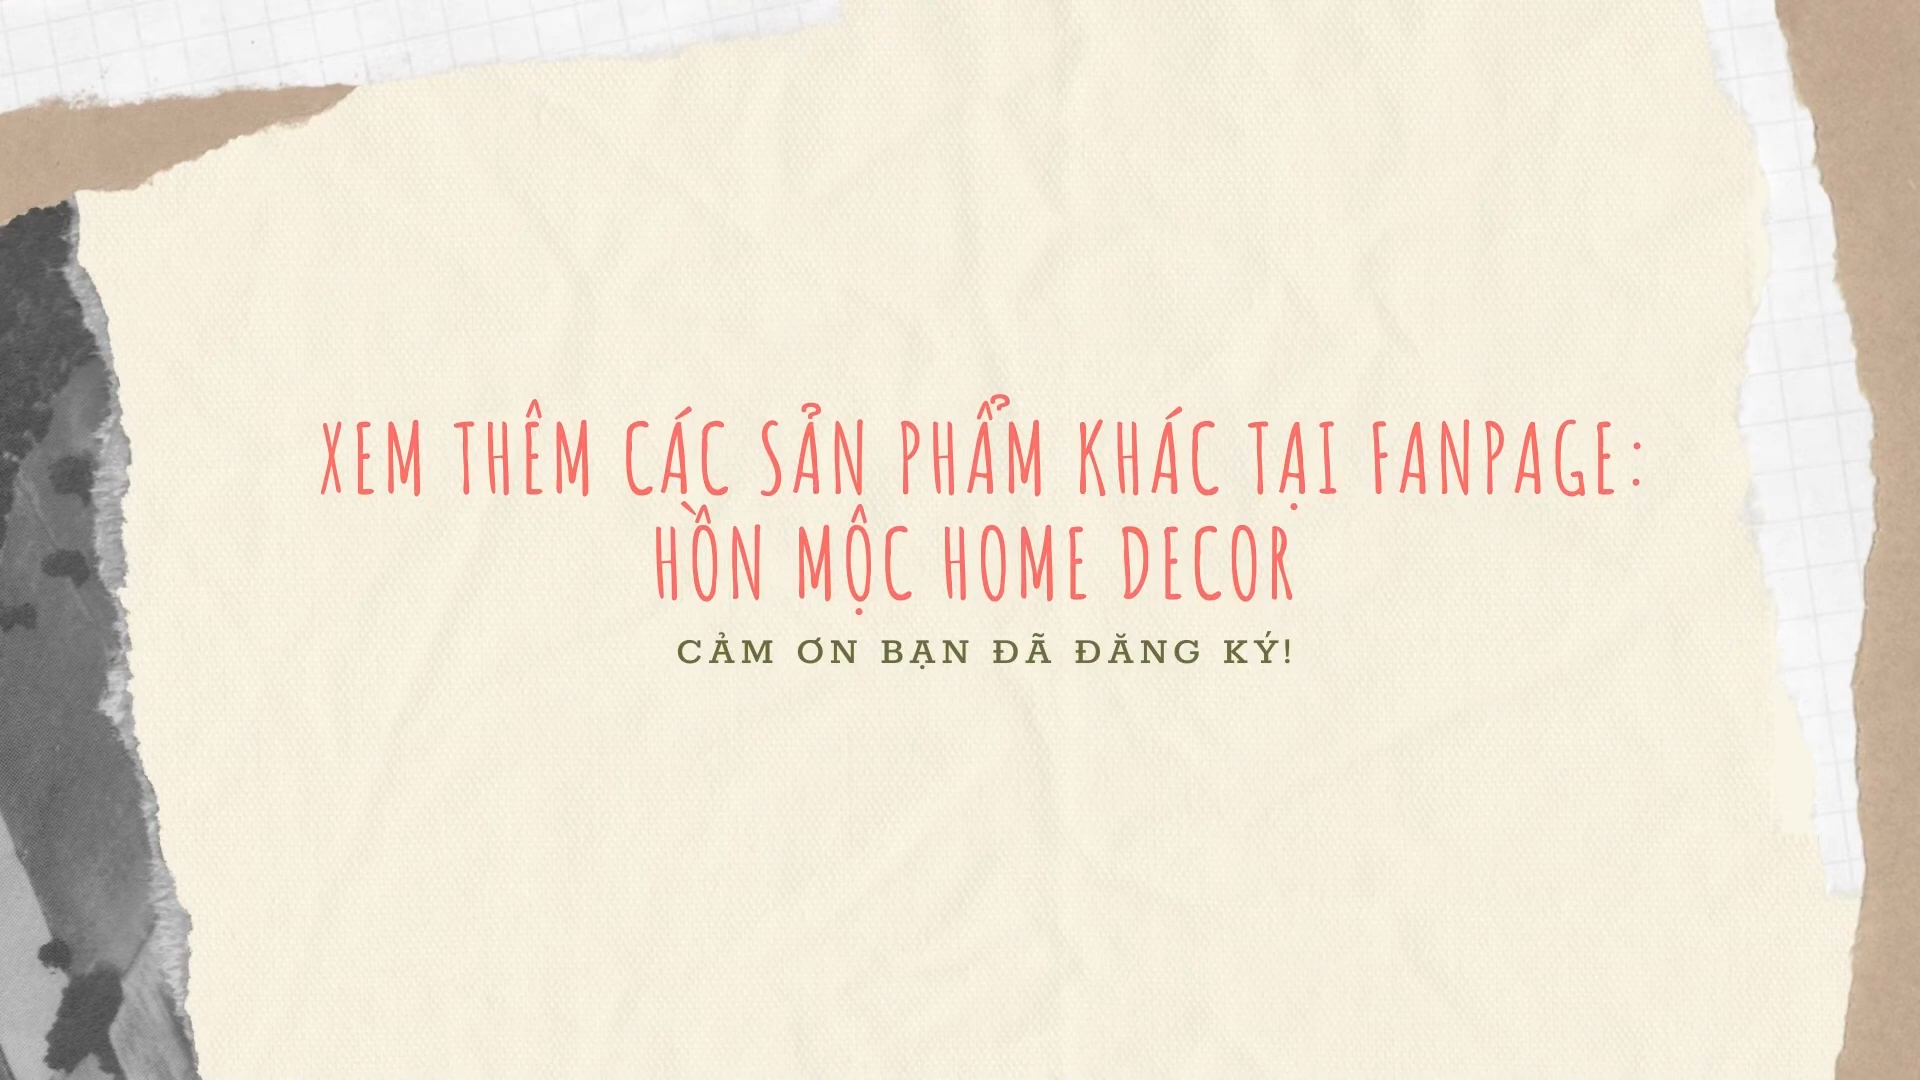 XEM THÊM CÁC SẢN PHẨM KHÁC TẠI FANPAGE:
HỒN MỘC HOME DECOR
CẢM ƠN BẠN ĐÃ ĐĂNG KÝ!